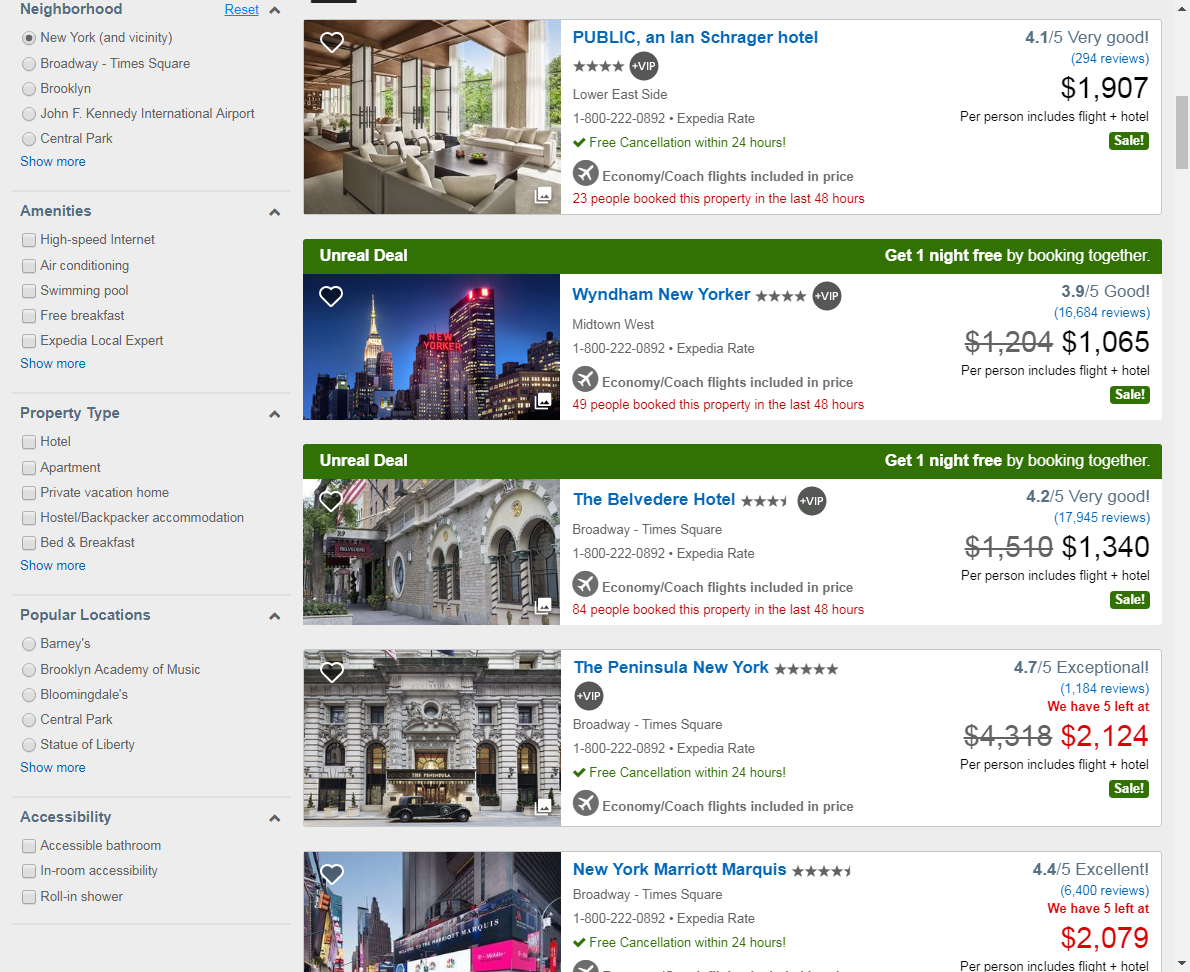 Neighborhood Reset
New York (and vicinity)
Broadway - Times Square
Brooklyn
John F. Kennedy International Airport
Central Park
Show more
Amenities
High-speed Internet
Air conditioning
Swimming pool
Free breakfast
Expedia Local Expert
Show more
Property Type
Hotel
Apartment
Private vacation home
Hostel/Backpacker accommodation
Bed & Breakfast
Show more
Popular Locations
Barney's
Brooklyn Academy of Music
Bloomingdale's
Central Park
Statue of Liberty
Show more
Accessibility
Accessible bathroom
In-room accessibility
Roll-in shower
PUBLIC, an Ian Schrager hotel
+VIP
Lower East Side
1-800-222-0892 • Expedia Rate
Free Cancellation within 24 hours!
Economy/Coach flights included in price
23 people booked this property in the last 48 hours
4.1/5 Very good!
(294 reviews)
$1,907
Per person includes flight + hotel
Sale!
Unreal Deal
Get 1 night free by booking together.
NEW
YORKER
Wyndham New Yorker +VIP
Midtown West
1-800-222-0892 • Expedia Rate
Economy/Coach flights included in price
49 people booked this property in the last 48 hours
3.9/5 Good!
(16,684 reviews)
$1,204 $1,065
Per person includes flight + hotel
Sale!
Unreal Deal
Get 1 night free by booking together.
319
BELVEDERE
The Belvedere Hotel +VIP
Broadway - Times Square
1-800-222-0892 • Expedia Rate
Economy/Coach flights included in price
84 people booked this property in the last 48 hours
4.2/5 Very good!
(17,945 reviews)
$1,510 $1,340
Per person includes flight + hotel
Sale!
THE PENINSULA
The Peninsula New York
+VIP
Broadway - Times Square
1-800-222-0892 • Expedia Rate
Free Cancellation within 24 hours!
Economy/Coach flights included in price
4.7/5 Exceptional!
(1,184 reviews)
We have 5 left at
$4,318 $2,124
Per person includes flight + hotel
Sale!
WELCOME TO THE MARRIOTT MARQUIS
T-Mobile
New York Marriott Marquis
Broadway - Times Square
1-800-222-0892 • Expedia Rate
Free Cancellation within 24 hours!
4.4/5 Excellent!
(6,400 reviews)
We have 5 left at
$2,079
Per person includes flight + hotel